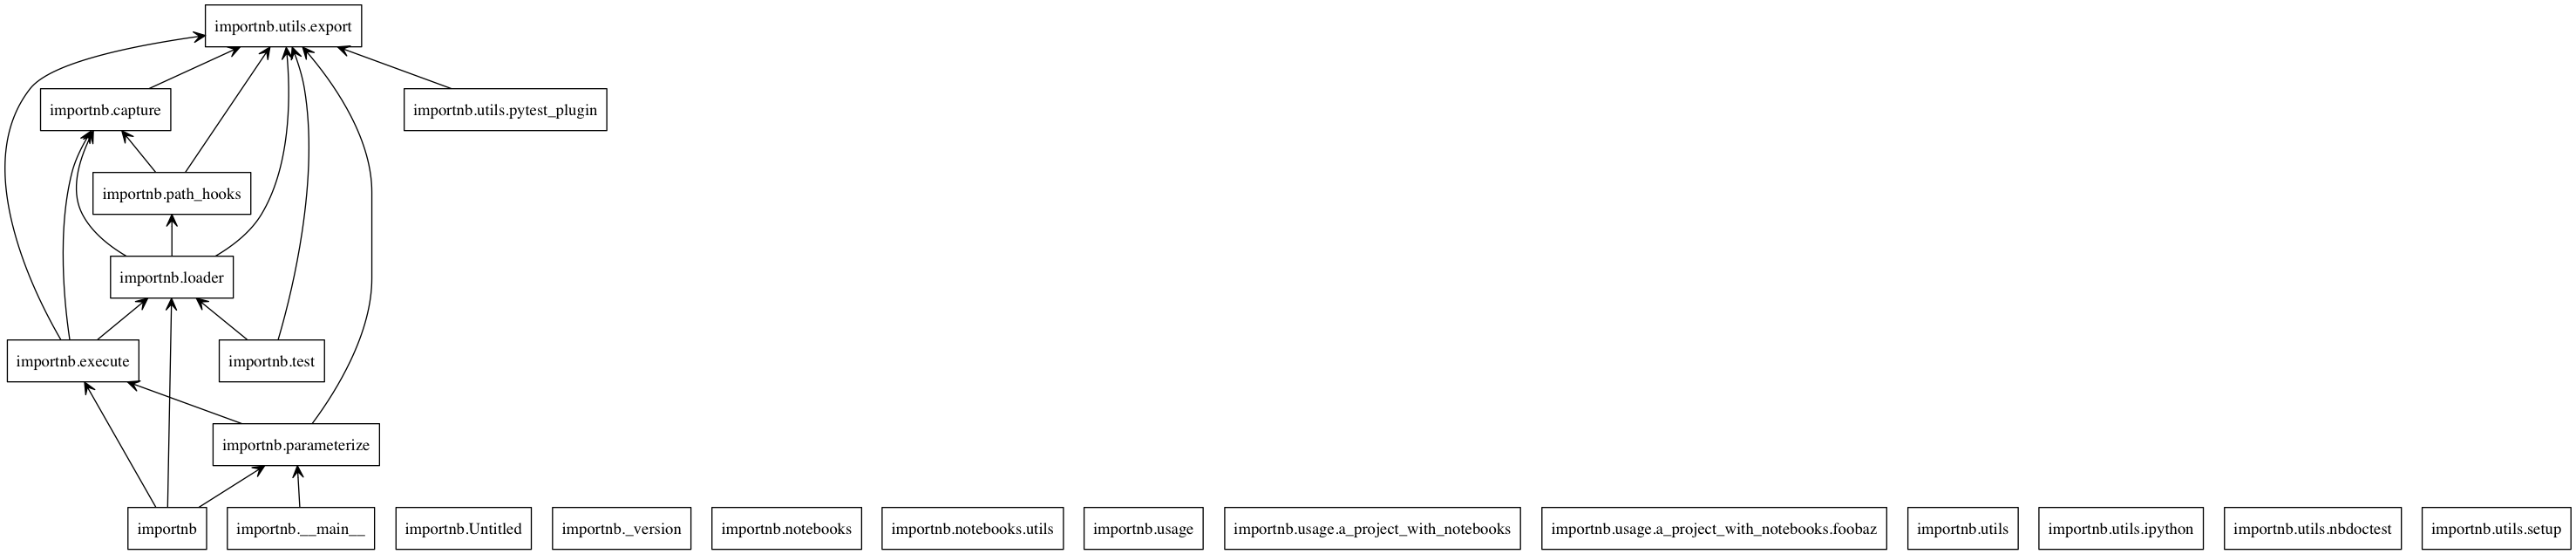 importnb.utils.export
importnb.capture
importnb.utils.pytest_plugin
importnb.path_hooks
importnb.loader
importnb.execute
importnb.test
importnb.parameterize
importnb
importnb.__main__
importnb.Untitled
importnb._version
importnb.notebooks
importnb.notebooks.utils
importnb.usage
importnb.usage.a_project_with_notebooks
importnb.usage.a_project_with_notebooks.foobaz
importnb.utils
importnb.utils.ipython
importnb.utils.nbdoctest
importnb.utils.setup